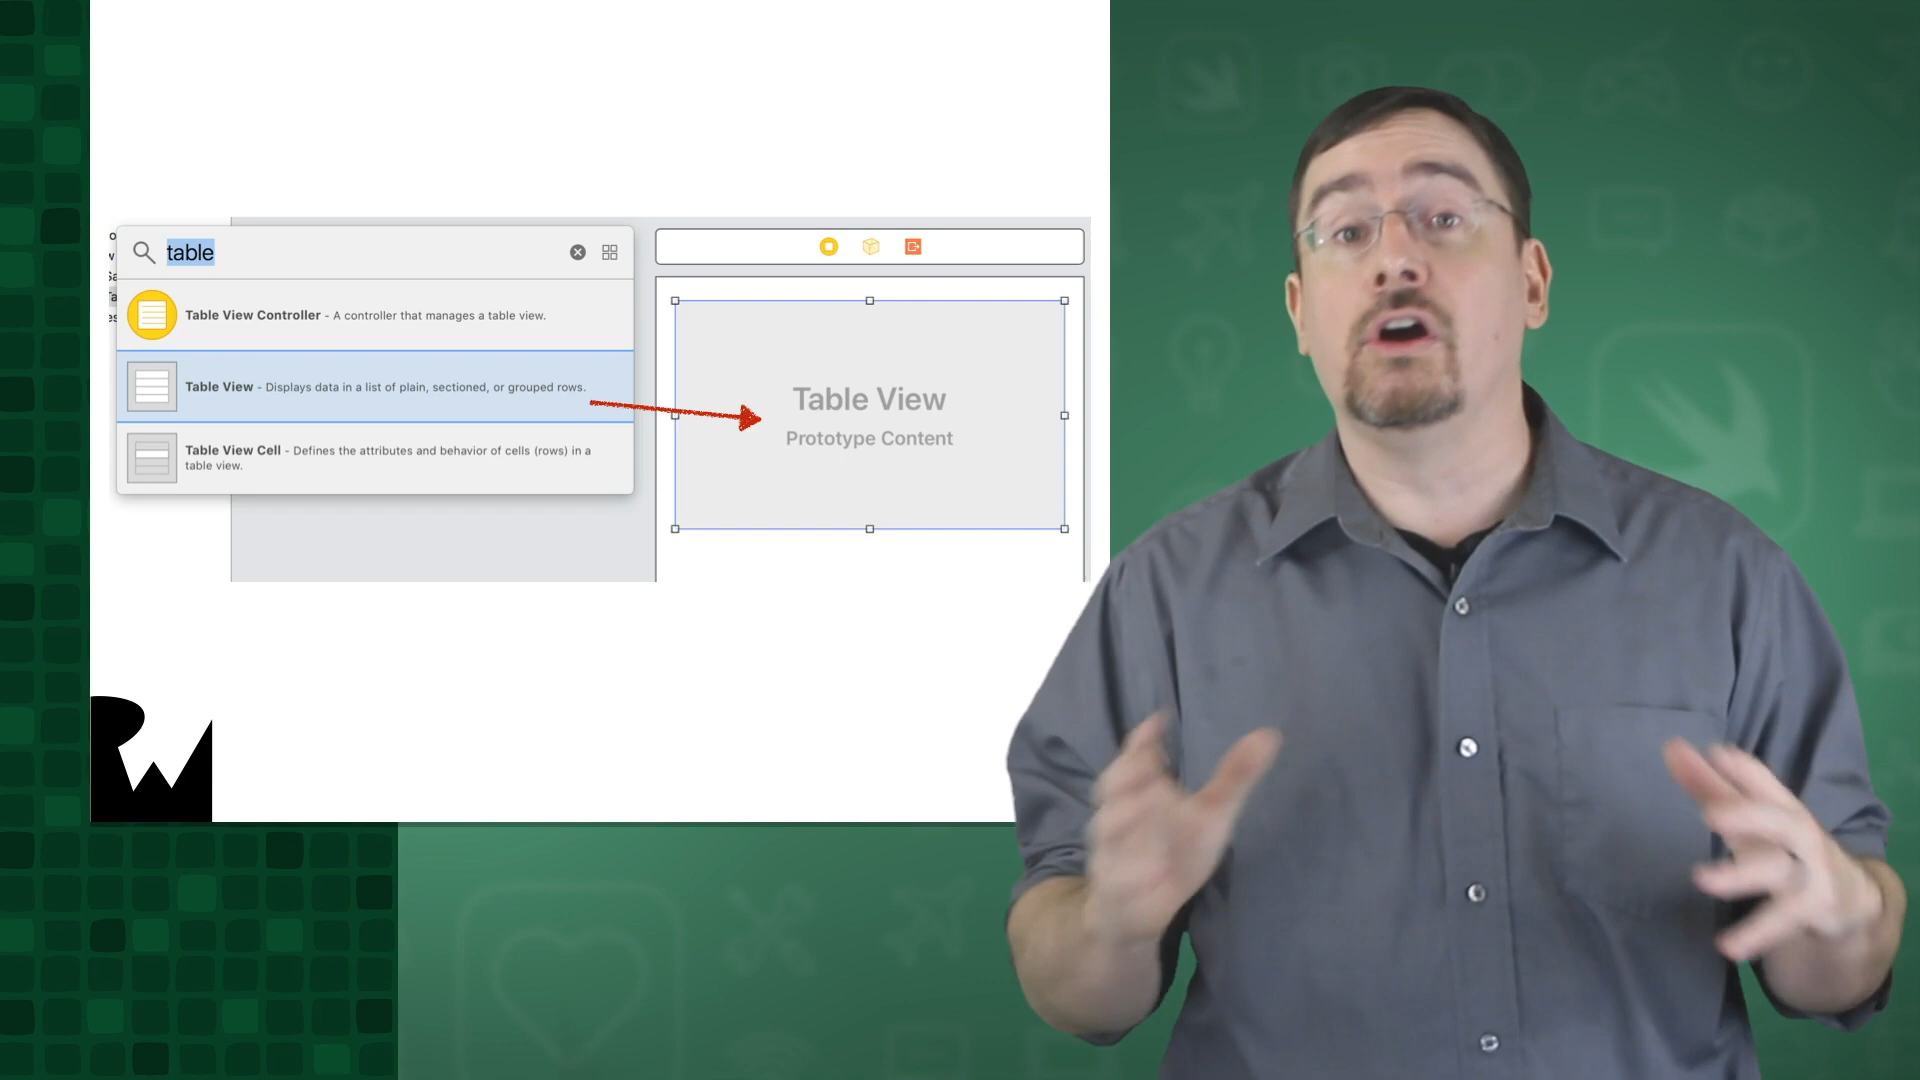 table
Table View Controller - A controller that manages a table view.
Table View - Displays data in a list of plain, sectioned, or grouped rows.
Table View Cell - Defines the attributes and behavior of cells (rows) in a
table view.
Table View
Prototype Content